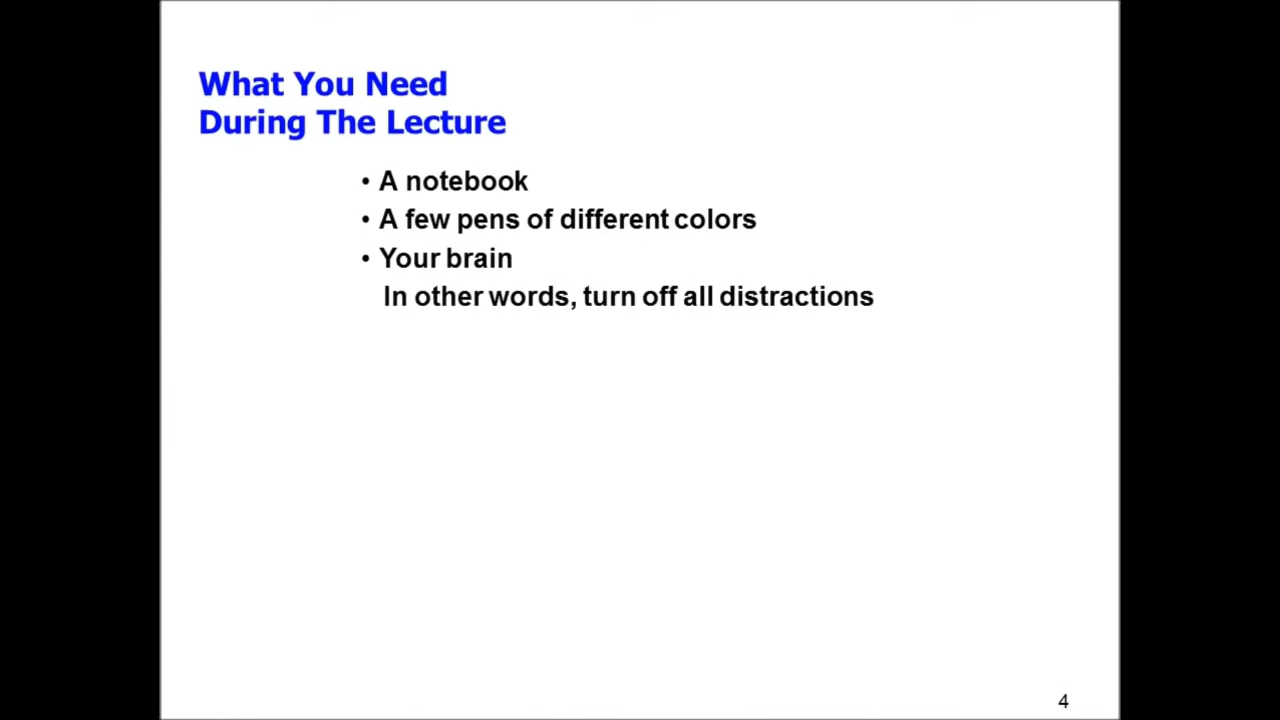 What You Need
During The Lecture
• A notebook
• A few pens of different colors
• Your brain
In other words, turn off all distractions
4